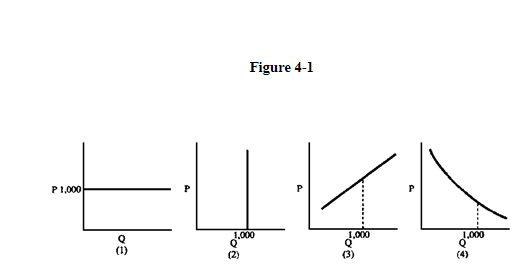 Figure 4-1
P 1,000
Q
(1)
P
1,000
Q
(2)
P
1,000
Q
(3)
P
1,000
Q
(4)